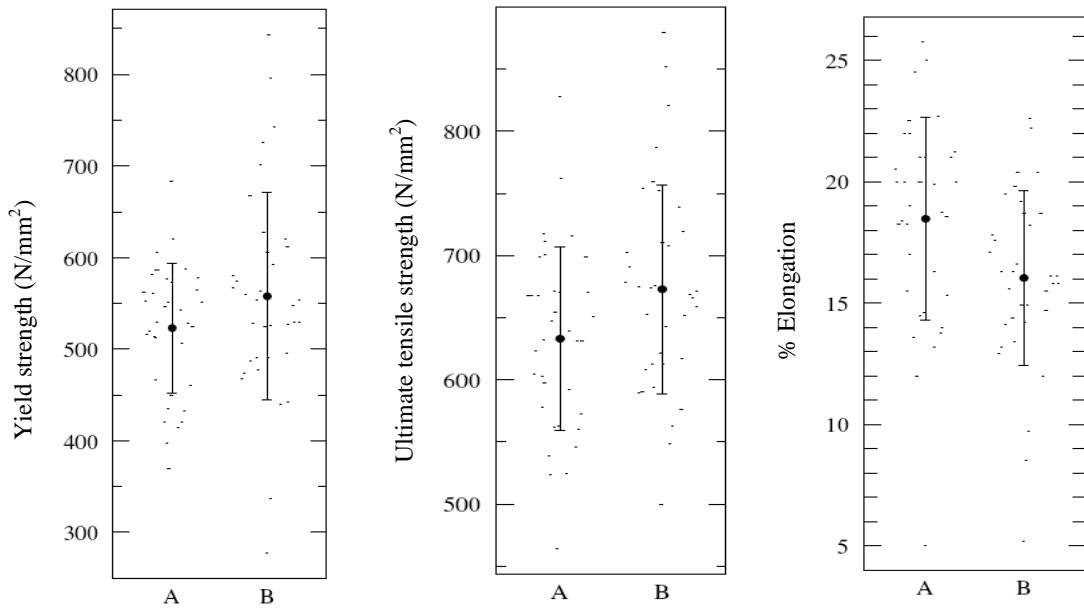 Yield strength (N/mm²)
800
700
600
500
400
300
A B
Ultimate tensile strength (N/mm²)
800
700
600
500
A B
% Elongation
25
20
15
10
5
A B